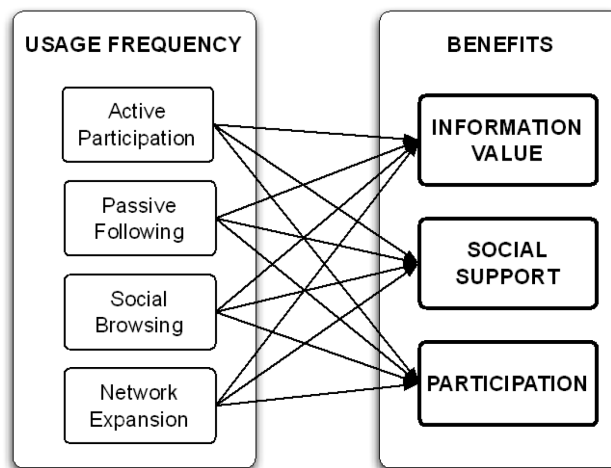 USAGE FREQUENCY
Active
Participation
Passive
Following
Social
Browsing
Network
Expansion
BENEFITS
INFORMATION
VALUE
SOCIAL
SUPPORT
PARTICIPATION